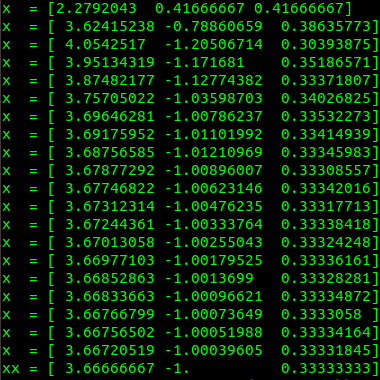 x  = [2.2792043  0.41666667 0.41666667]
x  = [ 3.62415238 -0.78860659  0.38635773]
x  = [ 4.0542517  -1.20506714  0.30393875]
x  = [ 3.95134319 -1.171681    0.35186571]
x  = [ 3.87482177 -1.12774382  0.33371807]
x  = [ 3.75705022 -1.03598703  0.34026825]
x  = [ 3.69646281 -1.00786237  0.33532273]
x  = [ 3.69175952 -1.01101992  0.33414939]
x  = [ 3.68756585 -1.01210969  0.33345983]
x  = [ 3.67877292 -1.00896007  0.33308557]
x  = [ 3.67746822 -1.00623146  0.33342016]
x  = [ 3.67312314 -1.00476235  0.33317713]
x  = [ 3.67244361 -1.00333764  0.33338418]
x  = [ 3.67013058 -1.00255043  0.33324248]
x  = [ 3.66977103 -1.00179525  0.33336161]
x  = [ 3.66852863 -1.0013699   0.33328281]
x  = [ 3.66833663 -1.00096621  0.33334872]
x  = [ 3.66766799 -1.00073649  0.3333058 ]
x  = [ 3.66756502 -1.00051988  0.33334164]
x  = [ 3.66720519 -1.00039605  0.33331845]
xx = [ 3.66666667 -1.          0.33333333]